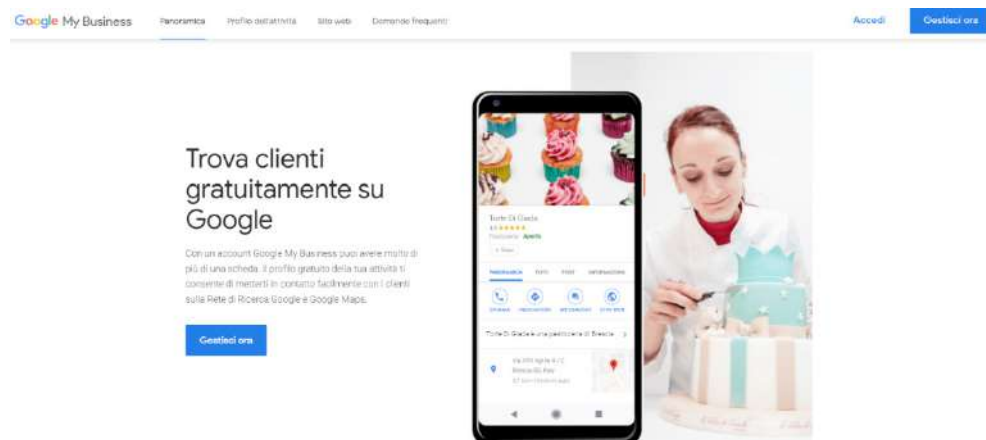 Google My Business
Panoramica
Profilo dell'attività
Sito web
Domande frequenti
Accedi
Gestisci ora
Trova clienti
gratuitamente su
Google
Con un account Google My Business puoi avere molto di
più di una scheda. Il profilo gratuito della tua attività ti
consente di metterti in contatto facilmente con i clienti
sulla Rete di Ricerca Google e Google Maps.
Gestisci ora
Torte Di Giada
Aperto
PANORAMICA
POST
INFORMAZIONI
Torte Di Giada è una pasticceria di Brescia